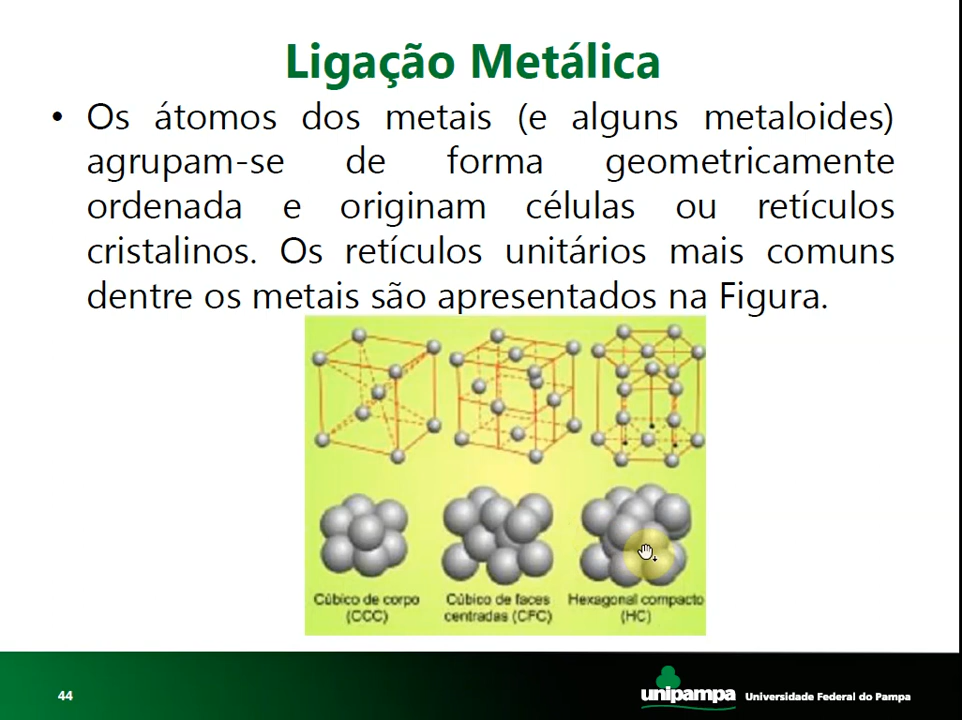 Ligação Metálica
• Os átomos dos metais (e alguns metaloides)
agrupam-se de forma geometricamente
ordenada e originam células ou retículos
cristalinos. Os retículos unitários mais comuns
dentre os metais são apresentados na Figura.
Cúbico de corpo
(CCC)
Cúbico de faces
centradas (CFC)
Hexagonal compacto
(HC)
44
unipampa
Universidade Federal do Pampa